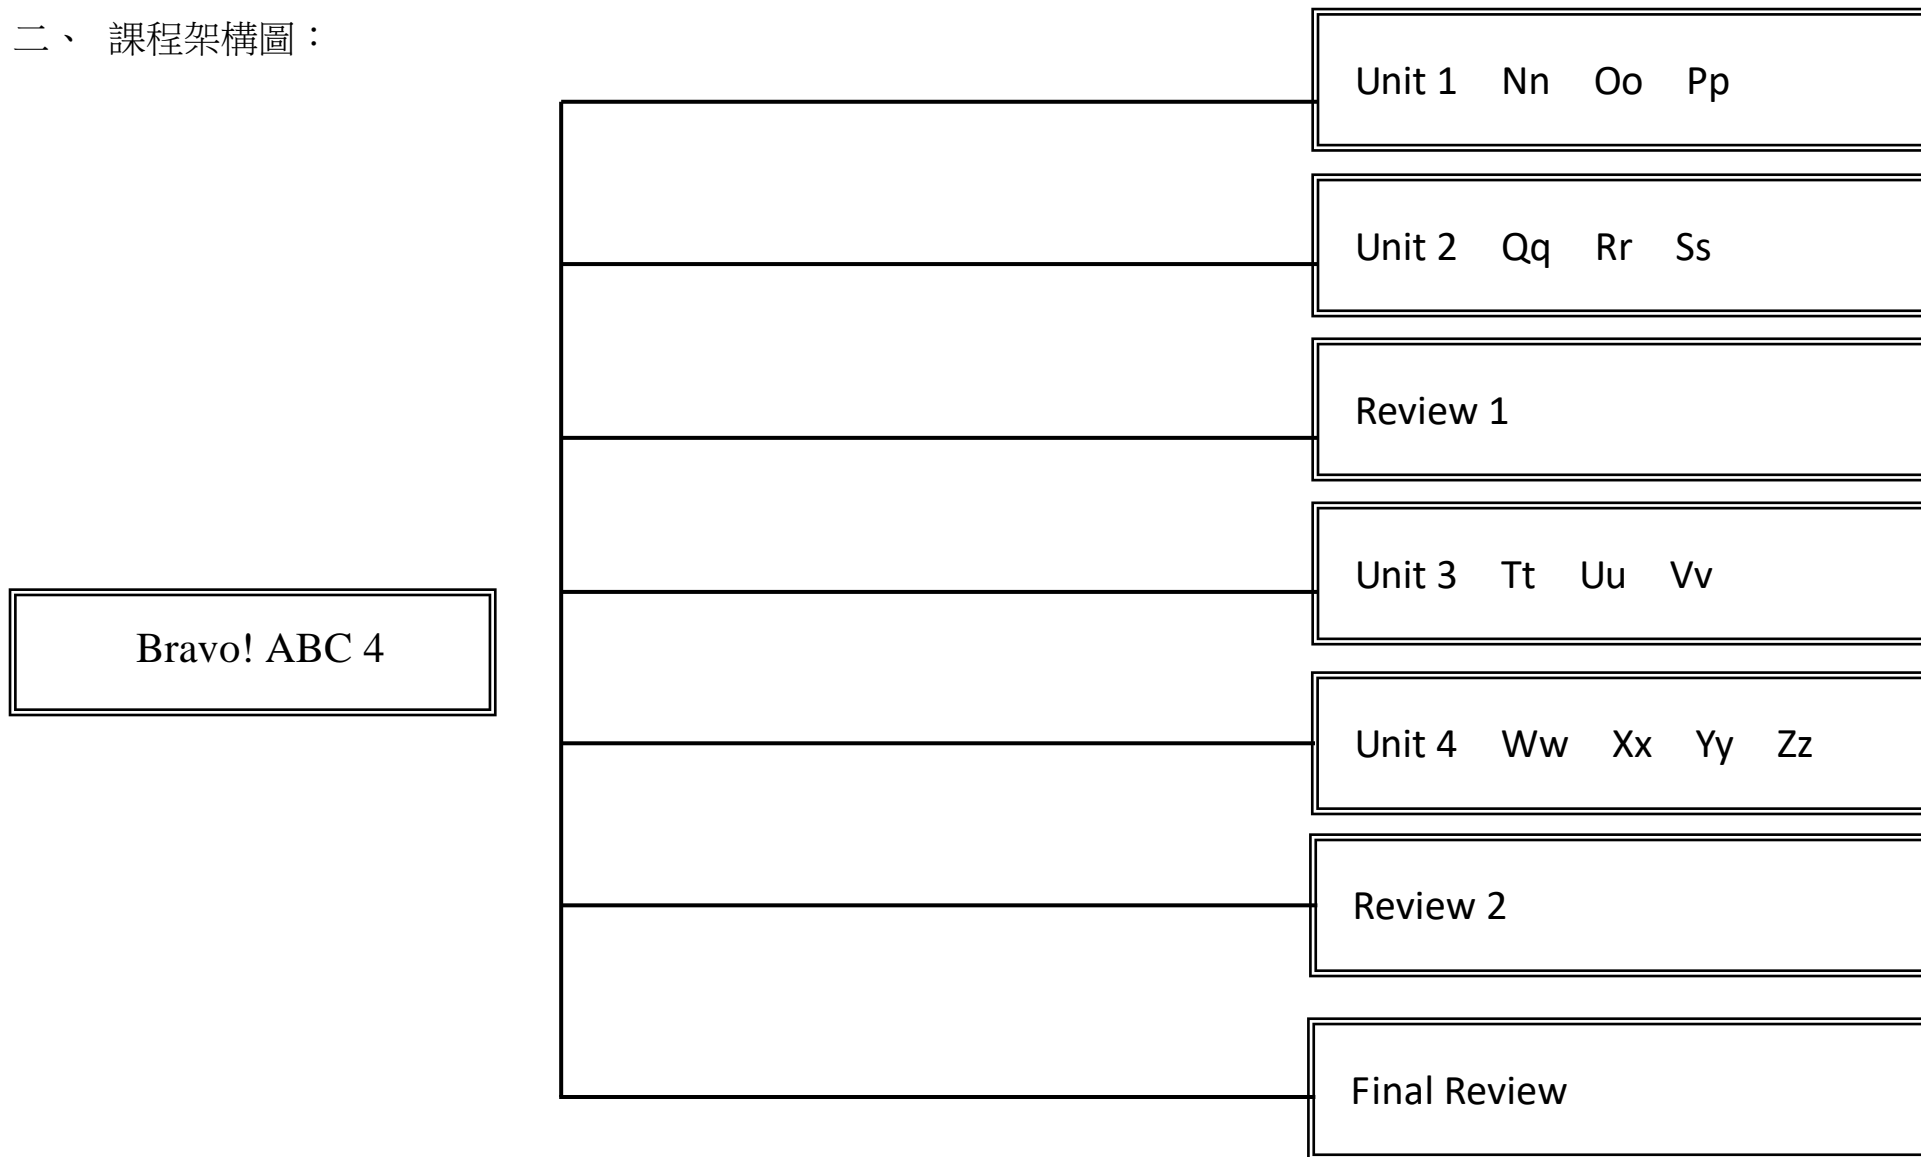 二、 課程架構圖：
Unit 1 Nn Oo Pp
Unit 2 Qq Rr Ss
Review 1
Unit 3 Tt Uu Vv
Bravo! ABC 4
Unit 4 Ww Xx Yy Zz
Review 2
Final Review